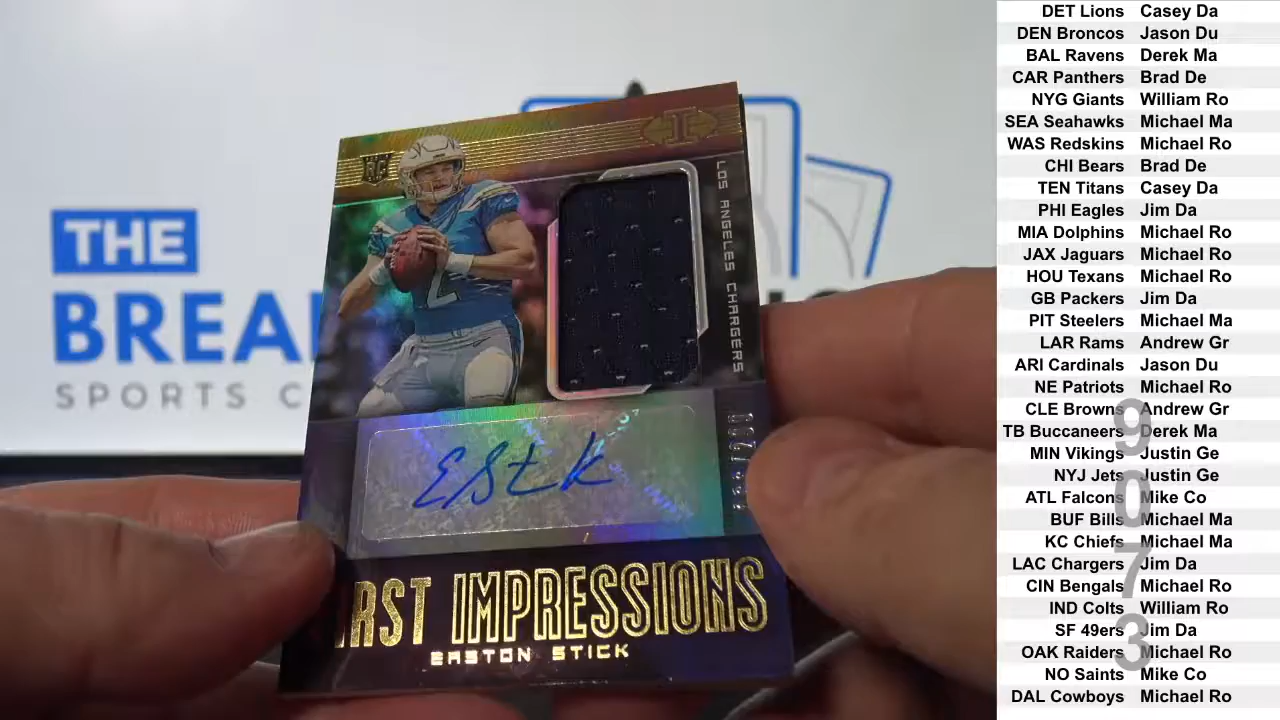 THE
BREA
SPORTS C
RC
I
LOS ANGELES CHARGERS
2
E Stick
IRST IMPRESSIONS
EASTON STICK
DET Lions Casey Da
DEN Broncos Jason Du
BAL Ravens Derek Ma
CAR Panthers Brad De
NYG Giants William Ro
SEA Seahawks Michael Ma
WAS Redskins Michael Ro
CHI Bears Brad De
TEN Titans Casey Da
PHI Eagles Jim Da
MIA Dolphins Michael Ro
JAX Jaguars Michael Ro
HOU Texans Michael Ro
GB Packers Jim Da
PIT Steelers Michael Ma
LAR Rams Andrew Gr
ARI Cardinals Jason Du
NE Patriots Michael Ro
CLE Browns Andrew Gr
TB Buccaneers Derek Ma
MIN Vikings Justin Ge
NYJ Jets Justin Ge
ATL Falcons Mike Co
BUF Bills Michael Ma
KC Chiefs Michael Ma
LAC Chargers Jim Da
CIN Bengals Michael Ro
IND Colts William Ro
SF 49ers Jim Da
OAK Raiders Michael Ro
NO Saints Mike Co
DAL Cowboys Michael Ro
9
0
7
3